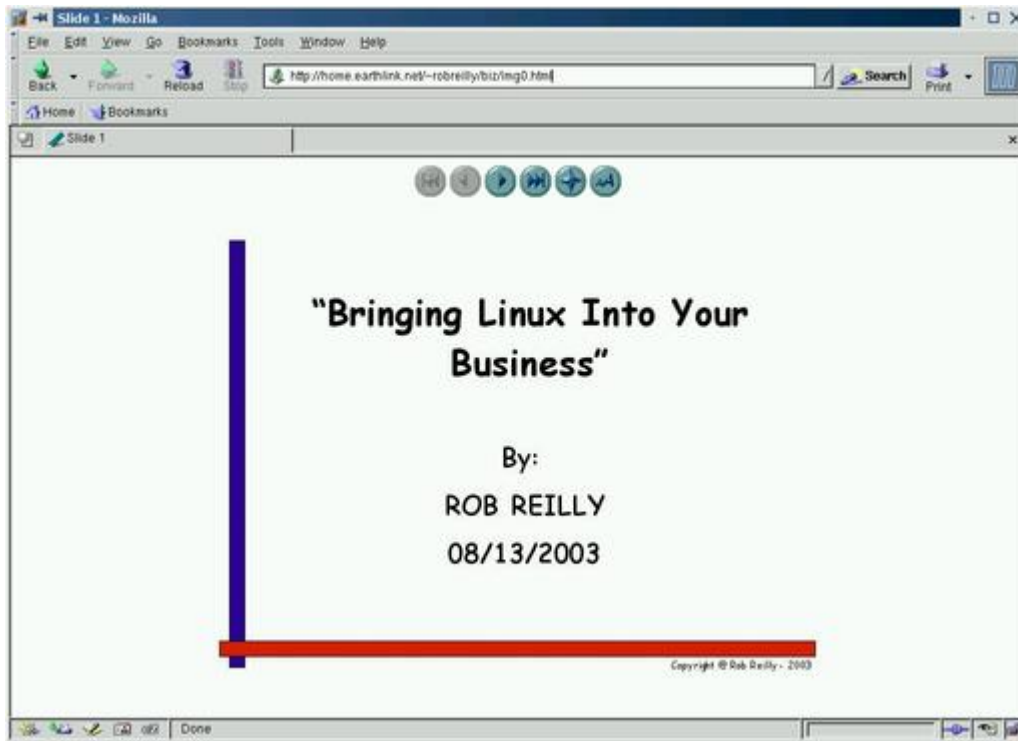 Slide 1 - Mozilla
File Edit View Go Bookmarks Tools Window Help
Back Forward Reload Stop http://home.earthlink.net/~robreilly/biz/img0.html Search Print
Home Bookmarks
Slide 1
“Bringing Linux Into Your
Business”
By:
ROB REILLY
08/13/2003
Copyright @ Rob Reilly - 2003
Done